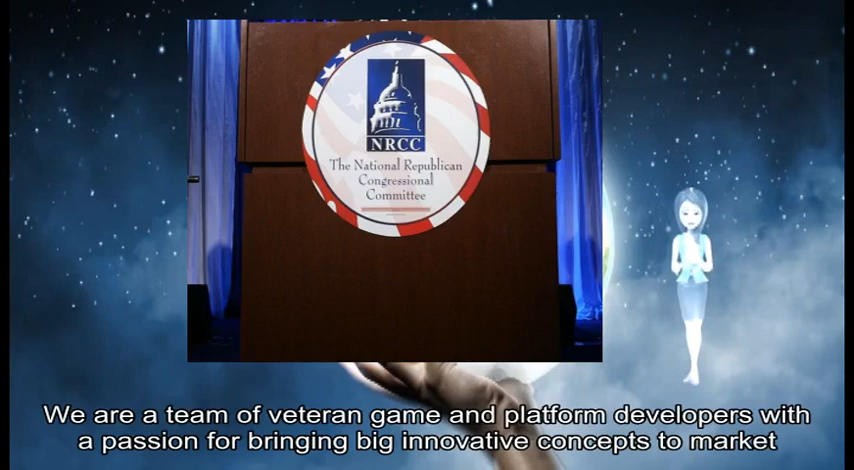 NRCC
The National Republican
Congressional
Committee
We are a team of veteran game and platform developers with
a passion for bringing big innovative concepts to market